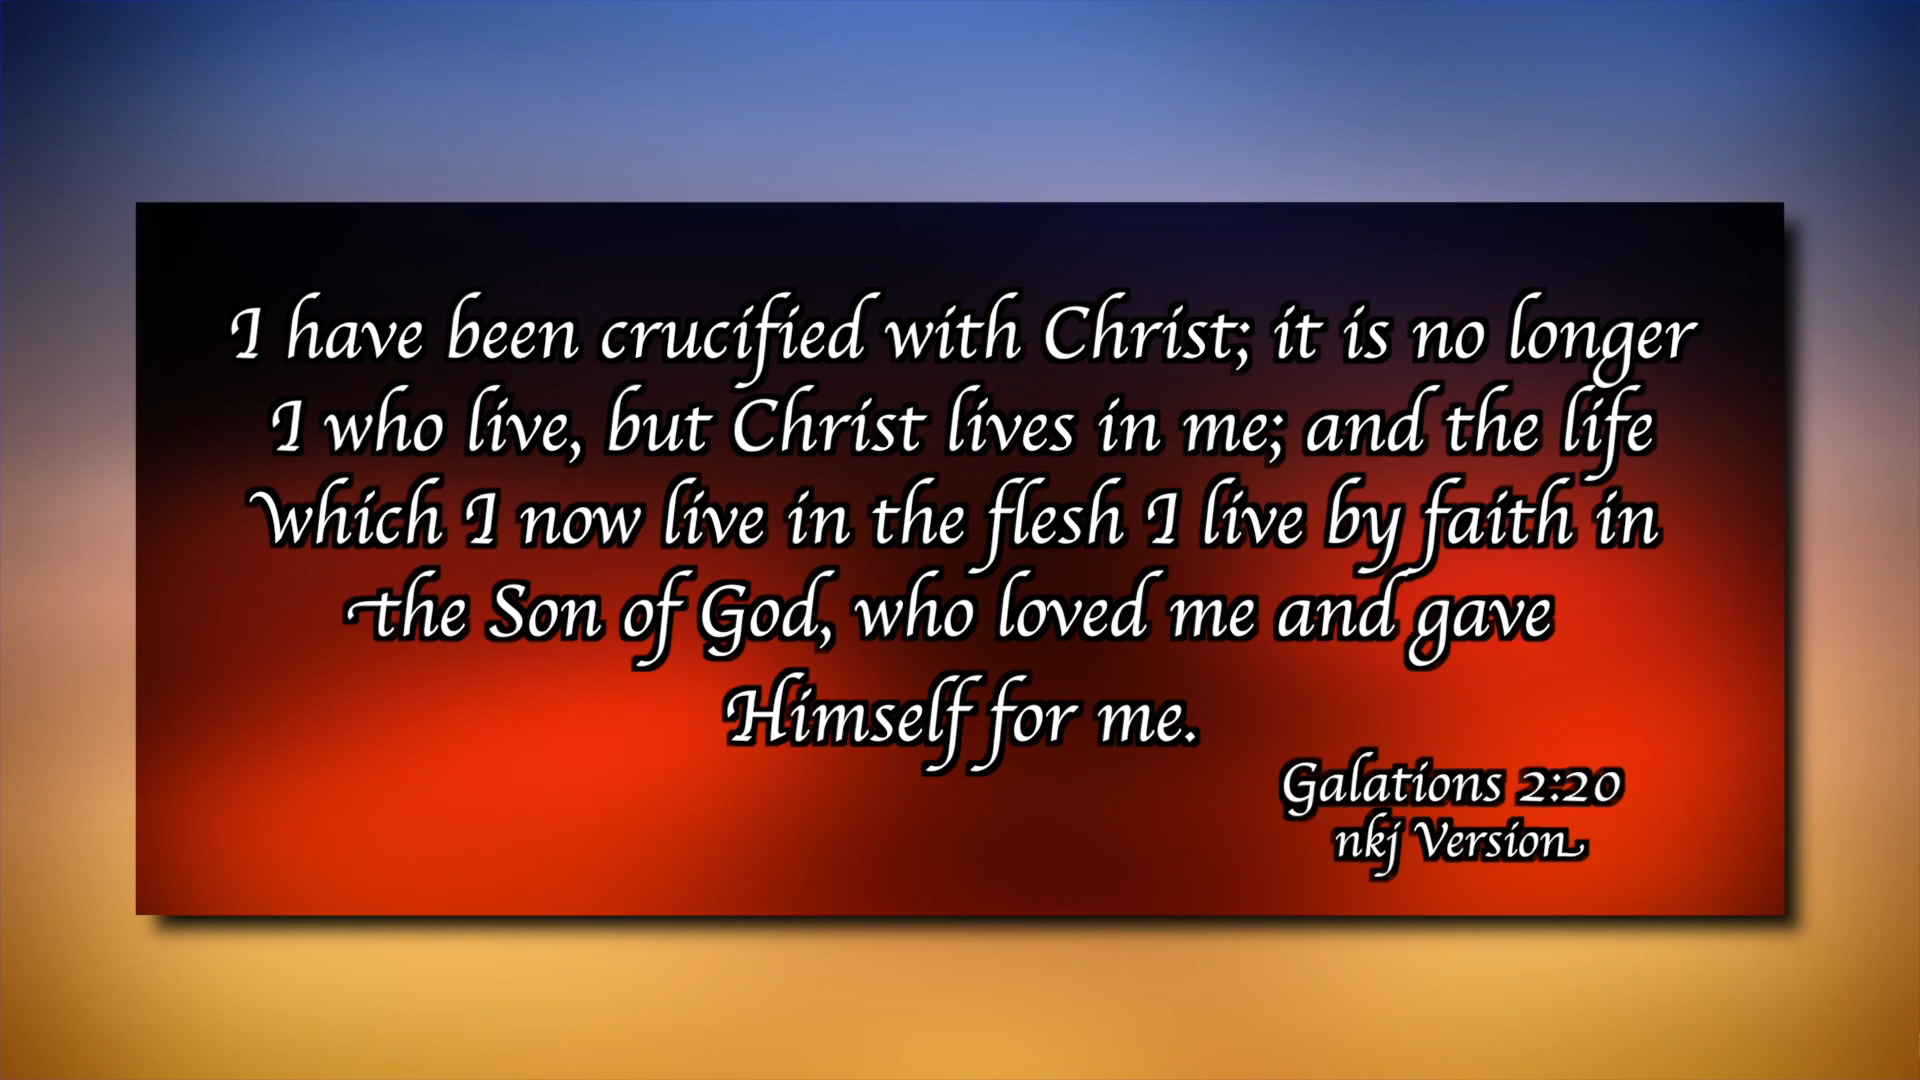 I have been crucified with Christ; it is no longer
I who live, but Christ lives in me; and the life
which I now live in the flesh I live by faith in
the Son of God, who loved me and gave
Himself for me.
Galations 2:20
nkj Version